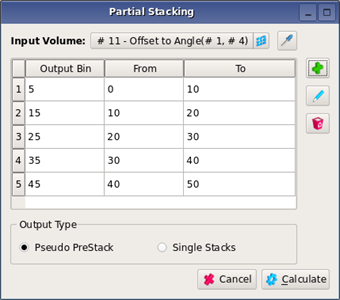 Partial Stacking
Input Volume: # 11 - Offset to Angle(# 1, # 4)
Output Bin From To
1 5 0 10
2 15 10 20
3 25 20 30
4 35 30 40
5 45 40 50
Output Type
Pseudo PreStack Single Stacks
Cancel Calculate